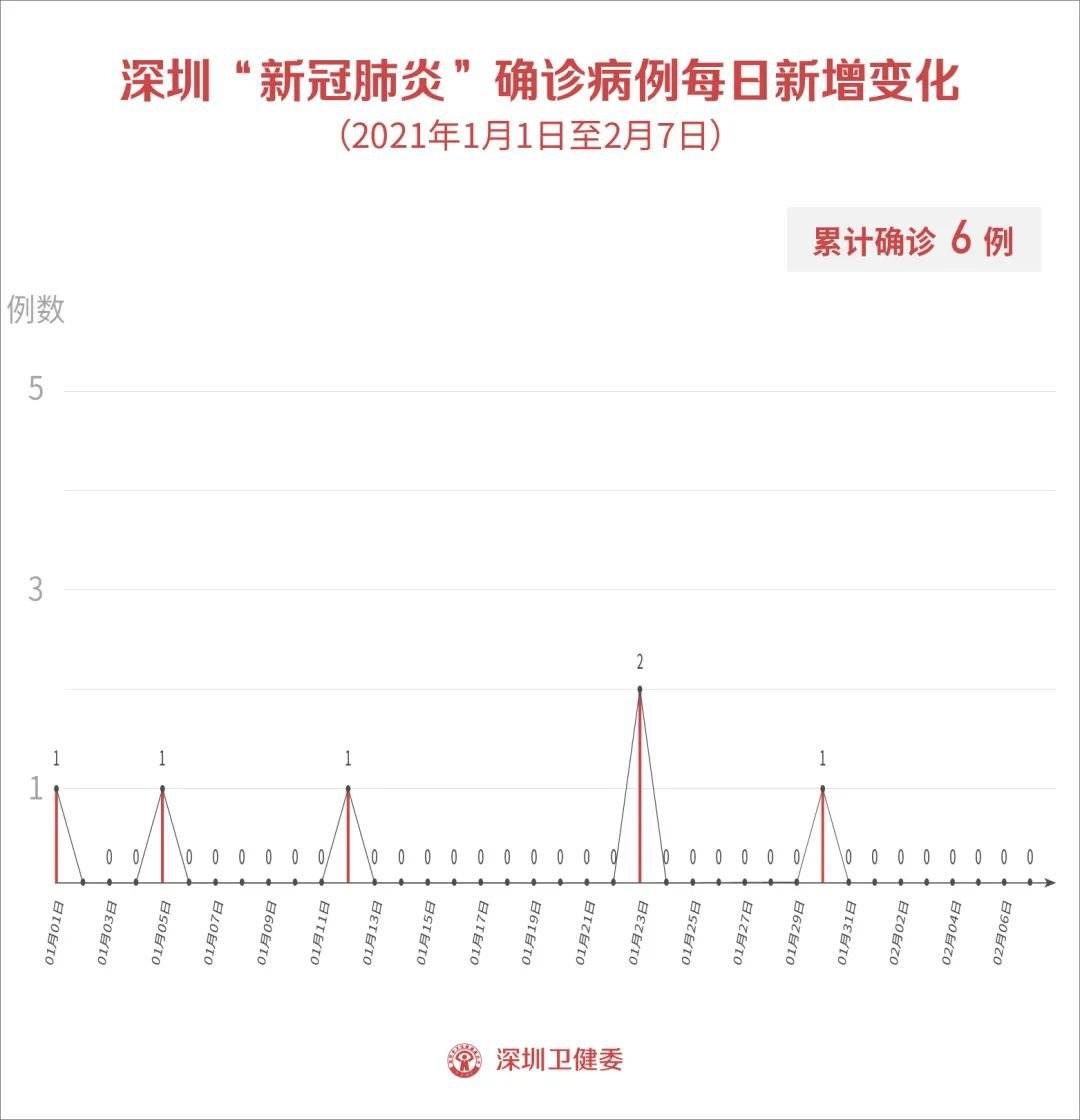 深圳“新冠肺炎”确诊病例每日新增变化
（2021年1月1日至2月7日）
累计确诊 6 例
例数
5
3
2
1 1 1 1
1
0 0 0 0 0 0 0 0 0 0 0 0 0 0 0 0 0 0 0 0 0 0 0 0 0 0 0 0 0 0 0 0
01月01日 01月03日 01月05日 01月07日 01月09日 01月11日 01月13日 01月15日 01月17日 01月19日 01月21日 01月23日 01月25日 01月27日 01月29日 01月31日 02月02日 02月04日 02月06日
深圳卫健委